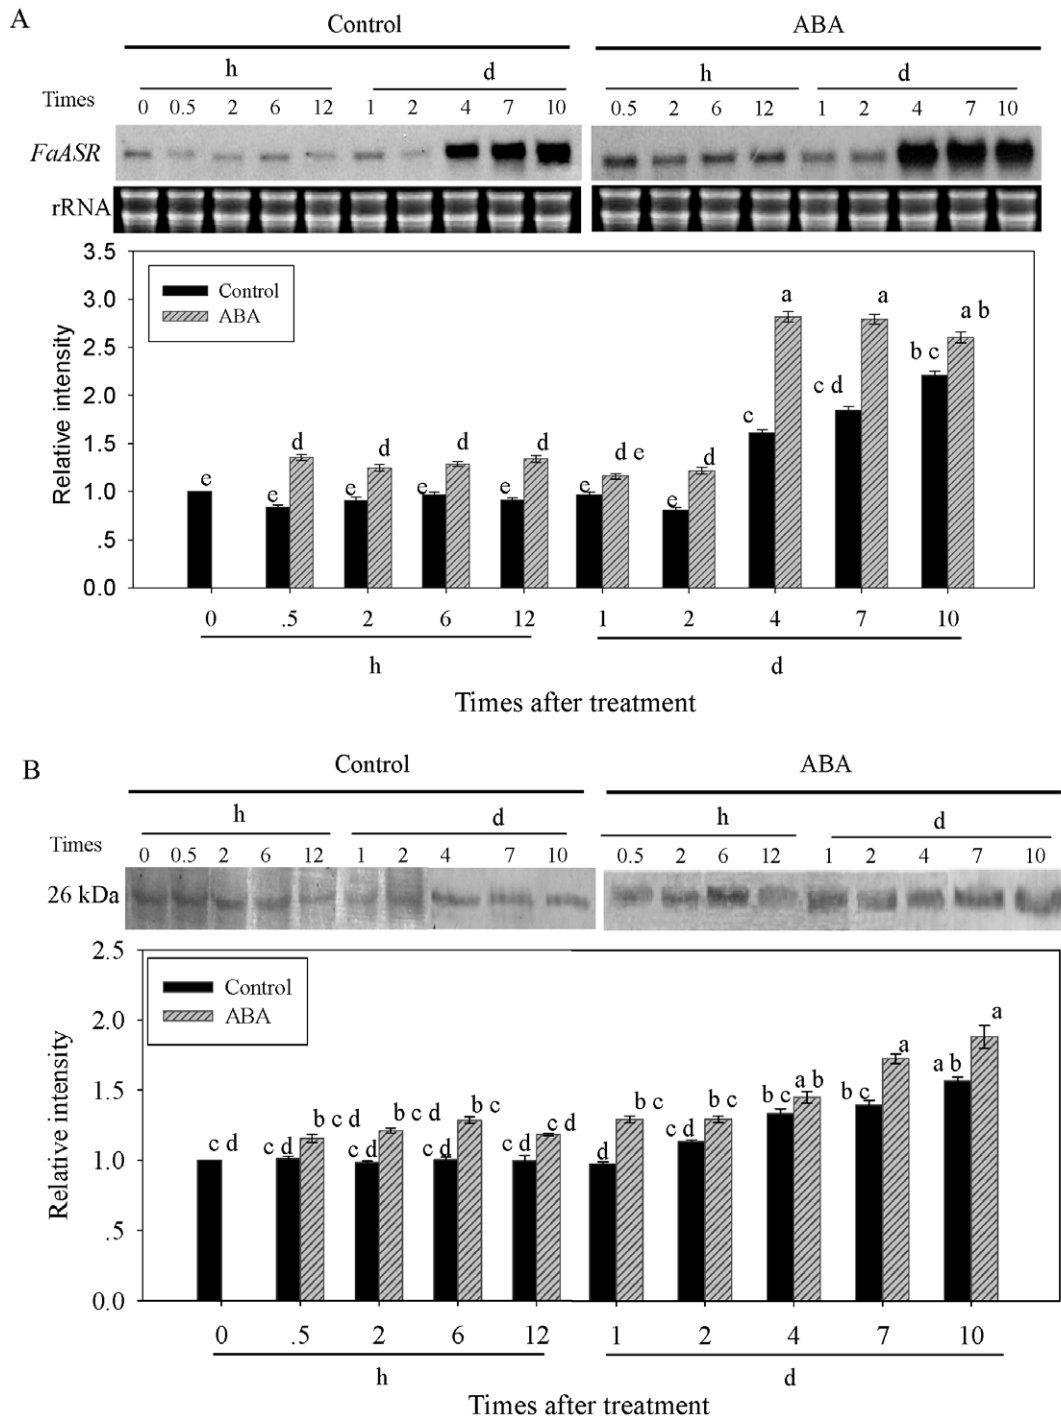 A
Control ABA
h d h d
Times 0 0.5 2 6 12 1 2 4 7 10 0.5 2 6 12 1 2 4 7 10
FaASR
rRNA
3.5
Control
ABA
3.0
2.5
2.0
1.5
1.0
.5
0.0
Relative intensity
e e d e d e d e d e d e e d c a c d a b c a b
0 .5 2 6 12 1 2 4 7 10
h d
Times after treatment
B
Control ABA
h d h d
Times 0 0.5 2 6 12 1 2 4 7 10 0.5 2 6 12 1 2 4 7 10
26 kDa
2.5
Control
ABA
2.0
1.5
1.0
.5
0.0
Relative intensity
c d c d b c d c d b c d c d b c c d c d d b c c d b c b c a b b c a a b a
0 .5 2 6 12 1 2 4 7 10
h d
Times after treatment